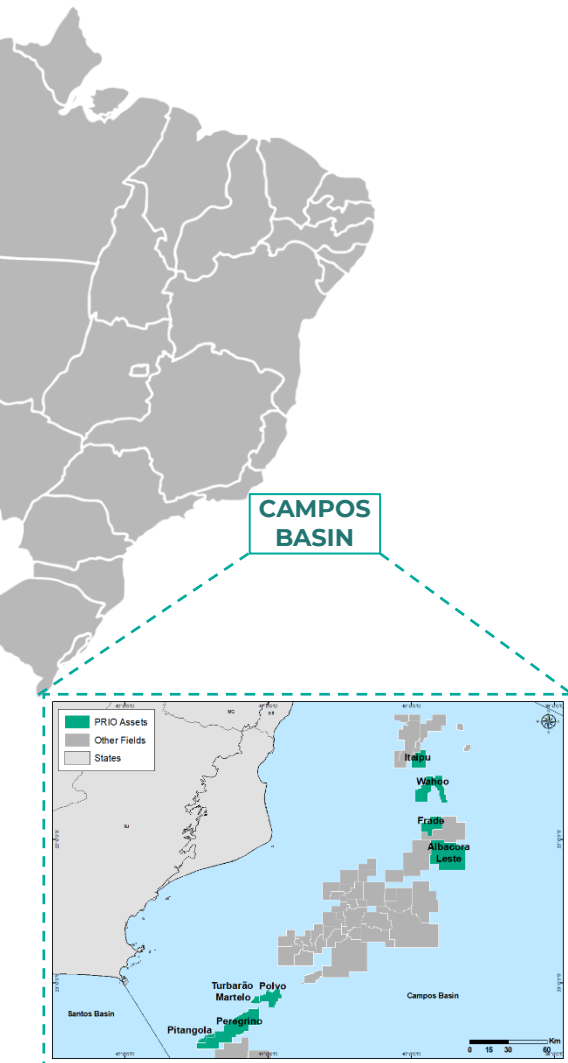 CAMPOS
BASIN
PRIO Assets
Other Fields
States
Itaipu
Wahoo
Frade
Albacora
Leste
Turbarão Polvo
Martelo
Peregrino
Pitangola
Campos Basin
Santos Basin
Km
0 15 30 60